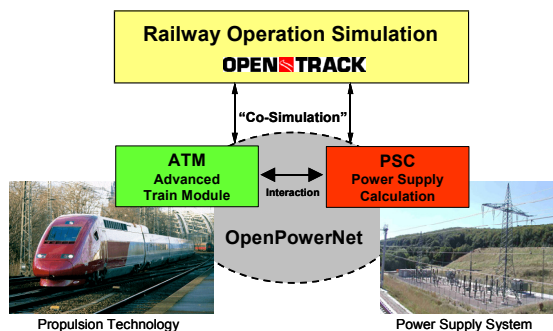 Railway Operation Simulation
OPENTRACK
“Co-Simulation”
ATM
Advanced
Train Module
Interaction
PSC
Power Supply
Calculation
OpenPowerNet
Propulsion Technology
Power Supply System